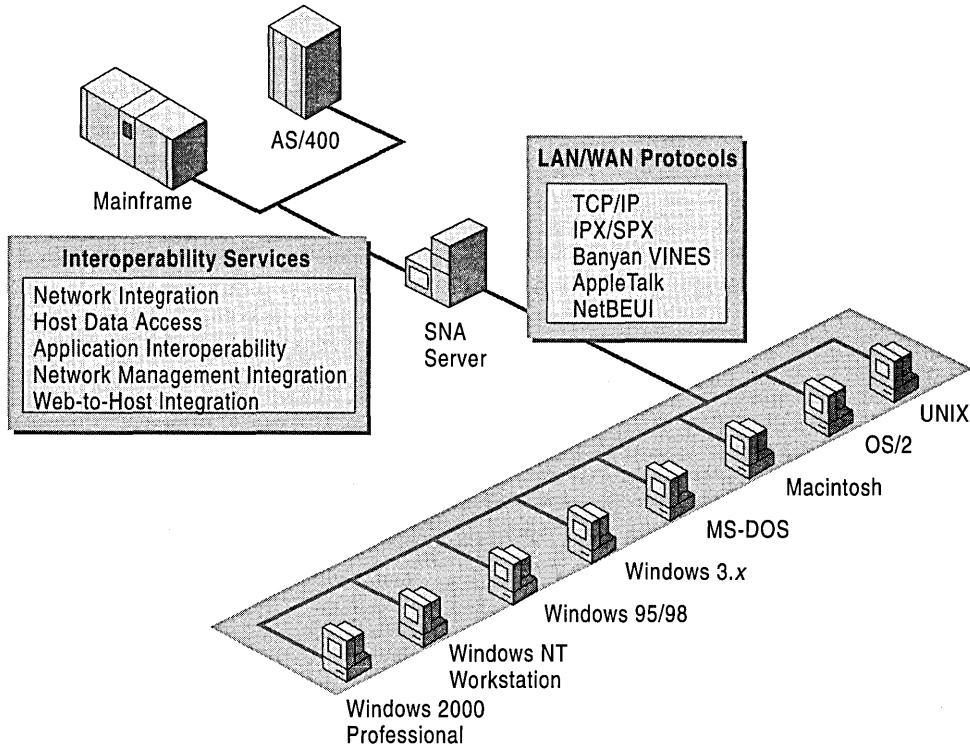 AS/400
Mainframe
LAN/WAN Protocols
TCP/IP
IPX/SPX
Banyan VINES
AppleTalk
NetBEUI
Interoperability Services
Network Integration
Host Data Access
Application Interoperability
Network Management Integration
Web-to-Host Integration
SNA
Server
UNIX
OS/2
Macintosh
MS-DOS
Windows 3.x
Windows 95/98
Windows NT
Workstation
Windows 2000
Professional